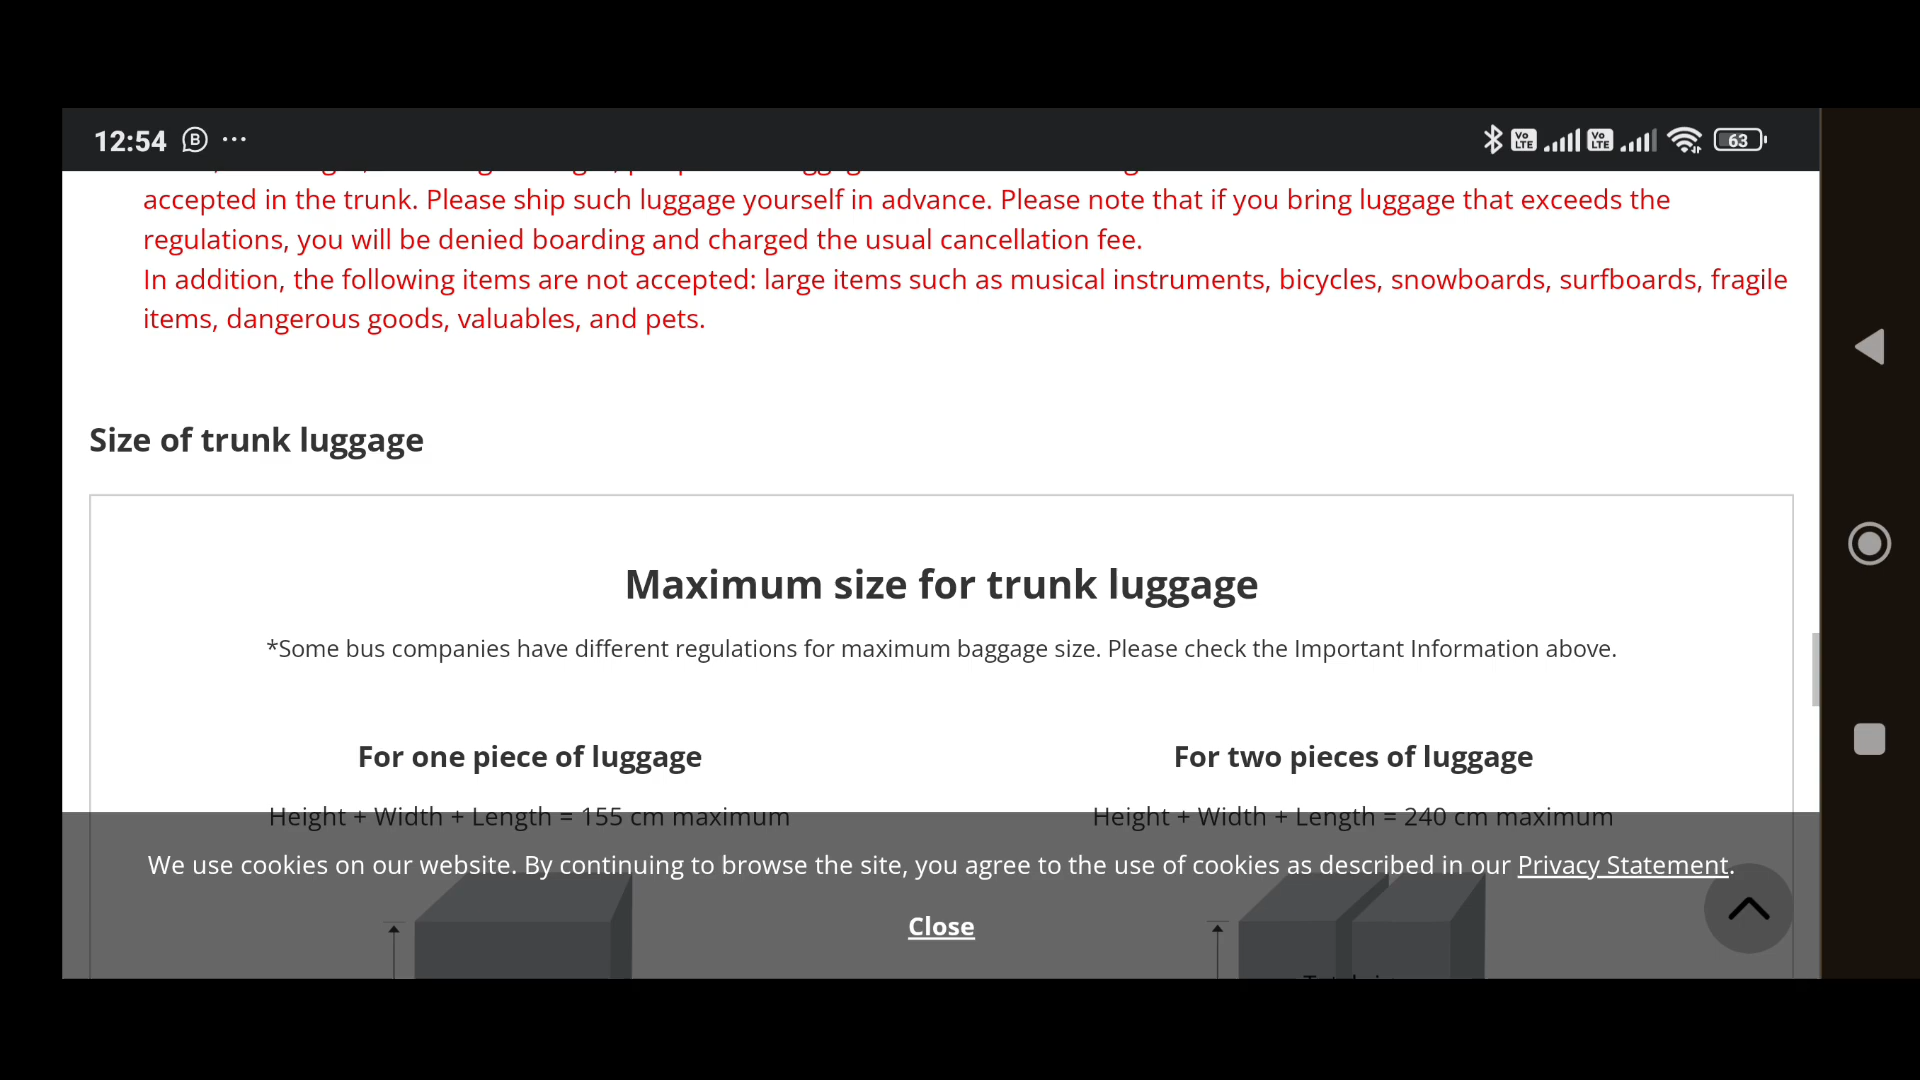 12:54
63
accepted in the trunk. Please ship such luggage yourself in advance. Please note that if you bring luggage that exceeds the
regulations, you will be denied boarding and charged the usual cancellation fee.
In addition, the following items are not accepted: large items such as musical instruments, bicycles, snowboards, surfboards, fragile
items, dangerous goods, valuables, and pets.
Size of trunk luggage
Maximum size for trunk luggage
*Some bus companies have different regulations for maximum baggage size. Please check the Important Information above.
For one piece of luggage
For two pieces of luggage
Height + Width + Length = 155 cm maximum
Height + Width + Length = 240 cm maximum
We use cookies on our website. By continuing to browse the site, you agree to the use of cookies as described in our Privacy Statement.
Close